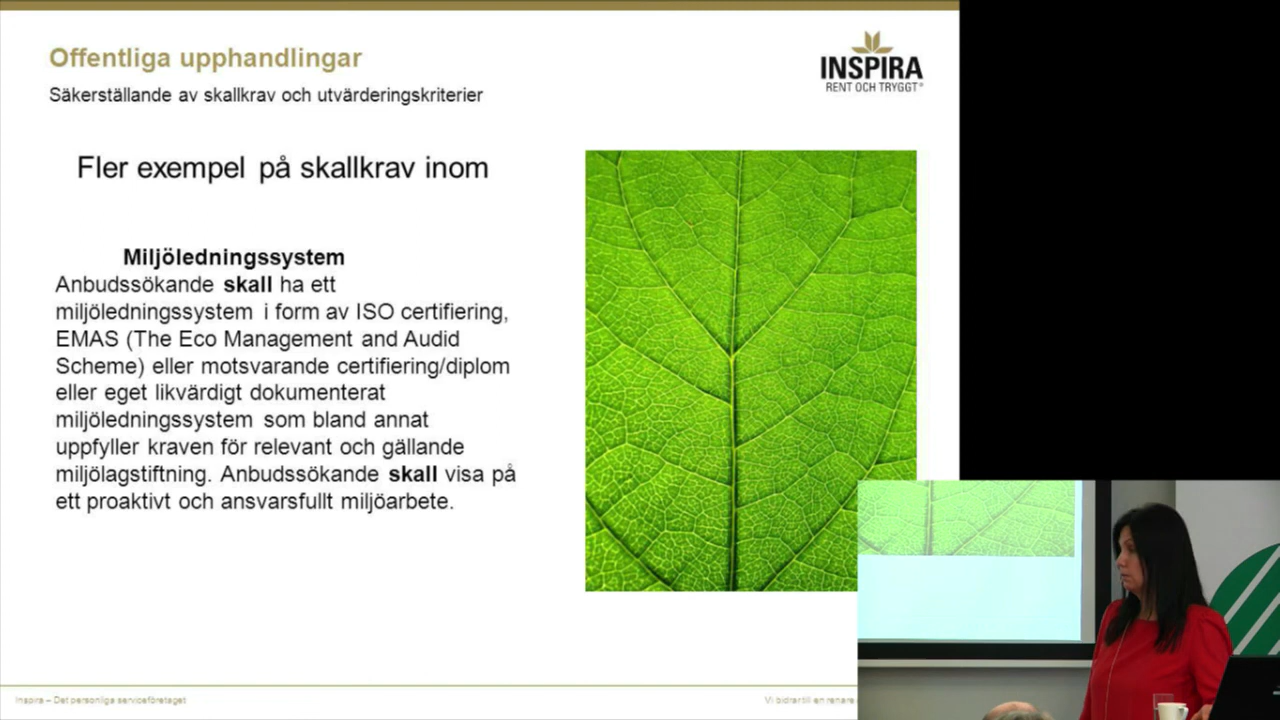 Offentliga upphandlingar
Säkerställande av skallkrav och utvärderingskriterier
INSPIRA
RENT OCH TRYGGT®
Fler exempel på skallkrav inom
Miljöledningssystem
Anbudssökande skall ha ett
miljöledningssystem i form av ISO certifiering,
EMAS (The Eco Management and Audid
Scheme) eller motsvarande certifiering/diplom
eller eget likvärdigt dokumenterat
miljöledningssystem som bland annat
uppfyller kraven för relevant och gällande
miljölagstiftning. Anbudssökande skall visa på
ett proaktivt och ansvarsfullt miljöarbete.
Inspira – Det personliga serviceföretaget
Vi bidrar till en renare